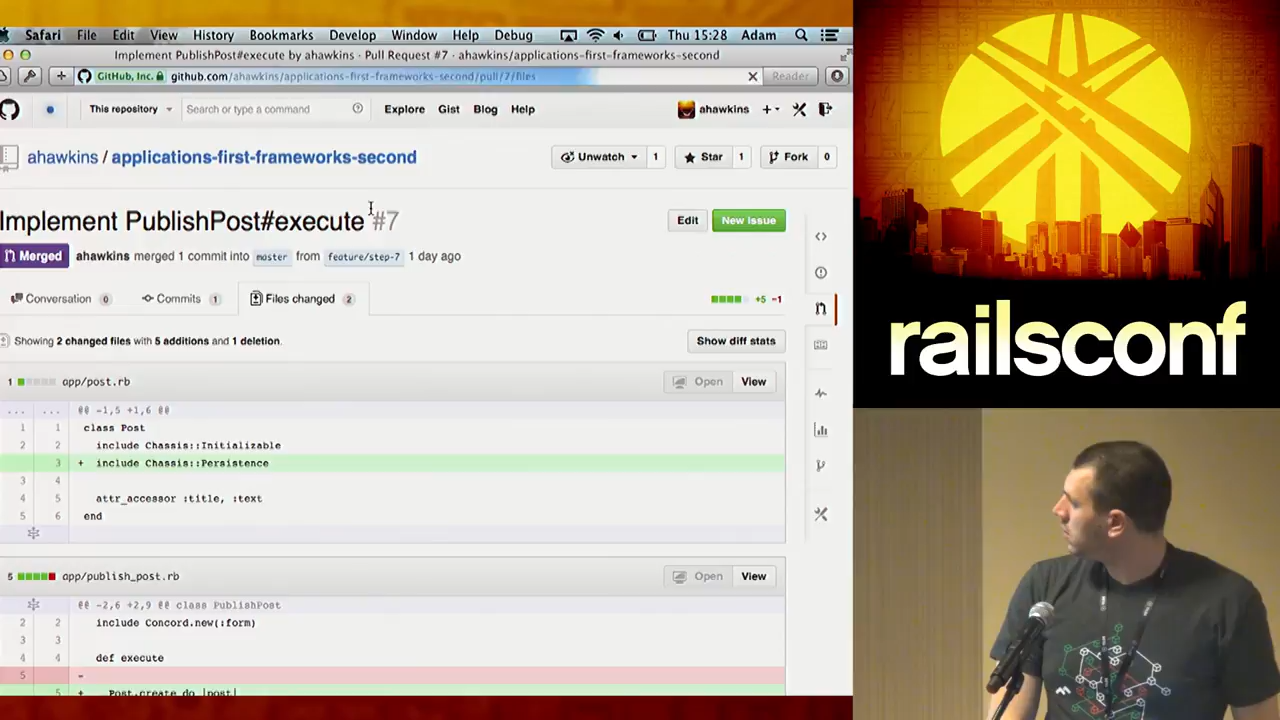 Safari File Edit View History Bookmarks Develop Window Help Debug Thu 15:28 Adam
Implement PublishPost#execute by ahawkins · Pull Request #7 · ahawkins/applications-first-frameworks-second
GitHub, Inc. github.com/ahawkins/applications-first-frameworks-second/pull/7/files Reader
This repository Search or type a command Explore Gist Blog Help ahawkins
ahawkins / applications-first-frameworks-second Unwatch 1 Star 1 Fork 0
Implement PublishPost#execute #7 Edit New Issue
Merged ahawkins merged 1 commit into master from feature/step-7 1 day ago
Conversation 0 Commits 1 Files changed 2 +5 −1
Showing 2 changed files with 5 additions and 1 deletion. Show diff stats
1 app/post.rb Open View
... ... @@ -1,5 +1,6 @@
1 1 class Post
2 2 include Chassis::Initializable
3 + include Chassis::Persistence
3 4
4 5 attr_accessor :title, :text
5 6 end
5 app/publish_post.rb Open View
@@ -2,6 +2,9 @@ class PublishPost
2 2 include Concord.new(:form)
3 3
4 4 def execute
5 -
5 + Post.create do |post|
railsconf